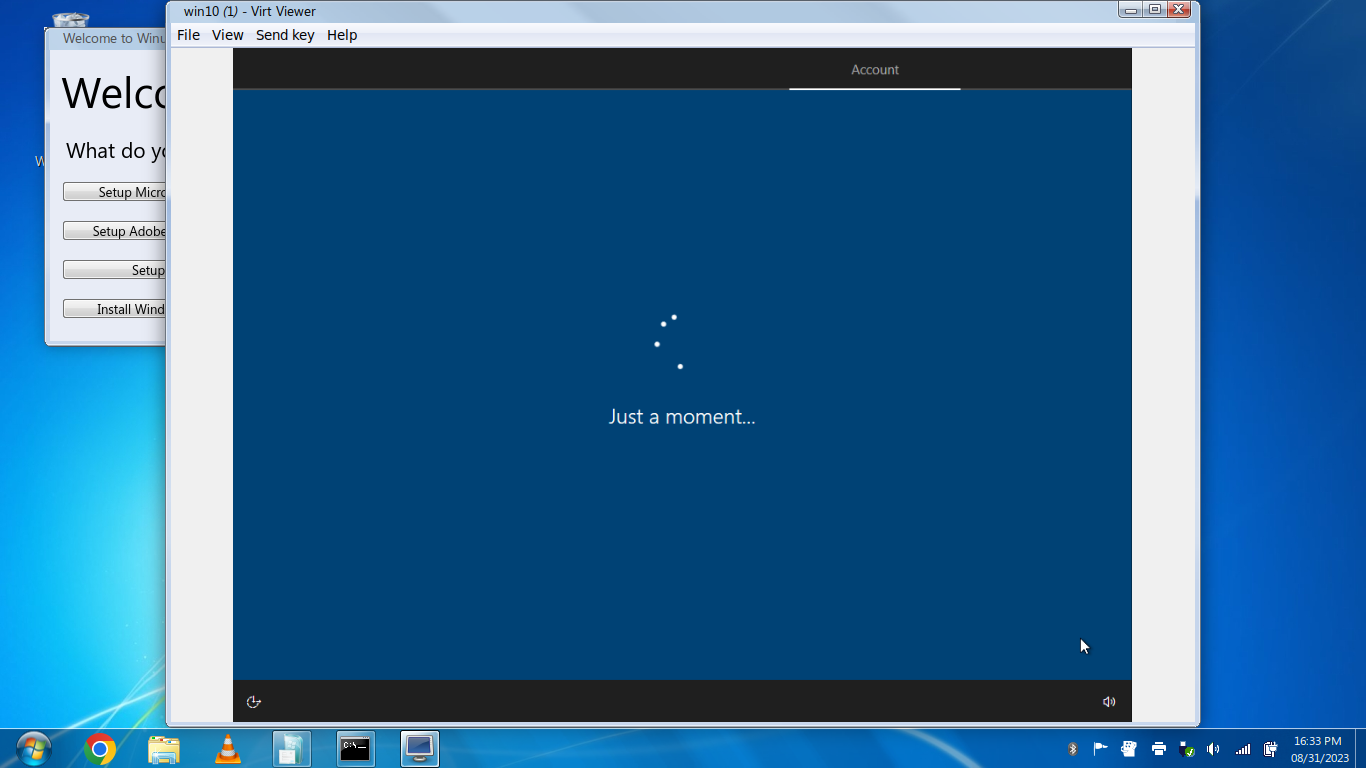 win10 (1) - Virt Viewer
File View Send key Help
Welcome to Winu
Welcc
What do yo
Setup Micro
Setup Adobe
Setup
Install Wind
W
Account
Just a moment...
C:\_
16:33 PM
08/31/2023